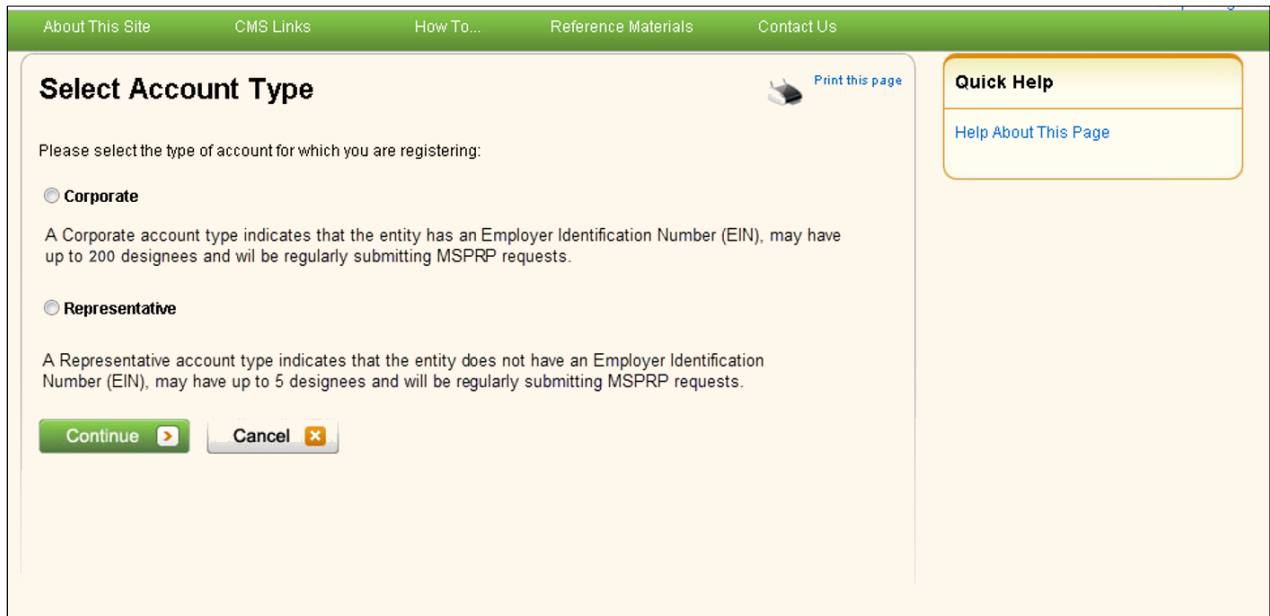 About This Site CMS Links How To... Reference Materials Contact Us
Select Account Type
Print this page
Quick Help
Help About This Page
Please select the type of account for which you are registering:
Corporate
A Corporate account type indicates that the entity has an Employer Identification Number (EIN), may have
up to 200 designees and wil be regularly submitting MSPRP requests.
Representative
A Representative account type indicates that the entity does not have an Employer Identification
Number (EIN), may have up to 5 designees and will be regularly submitting MSPRP requests.
Continue
Cancel